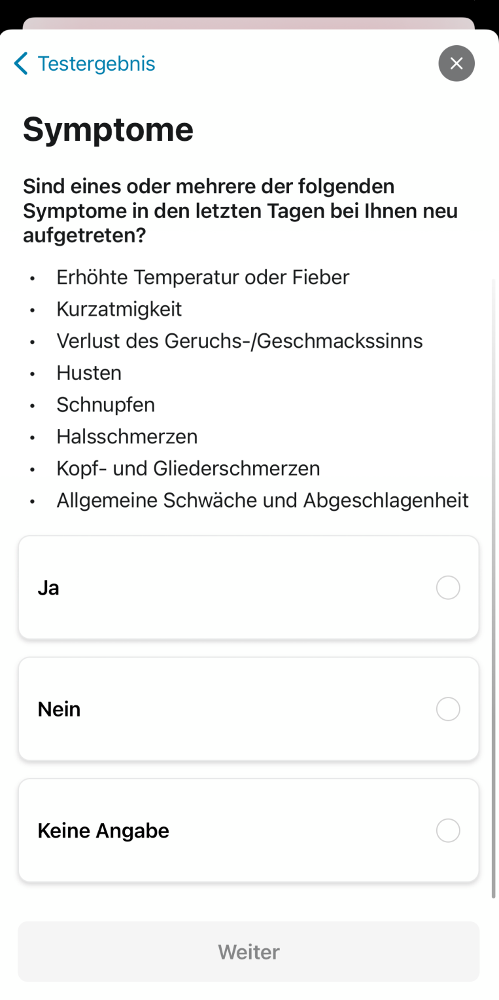 Testergebnis
Symptome
Sind eines oder mehrere der folgenden
Symptome in den letzten Tagen bei Ihnen neu
aufgetreten?
• Erhöhte Temperatur oder Fieber
• Kurzatmigkeit
• Verlust des Geruchs-/Geschmackssinns
• Husten
• Schnupfen
• Halsschmerzen
• Kopf- und Gliederschmerzen
• Allgemeine Schwäche und Abgeschlagenheit
Ja
Nein
Keine Angabe
Weiter